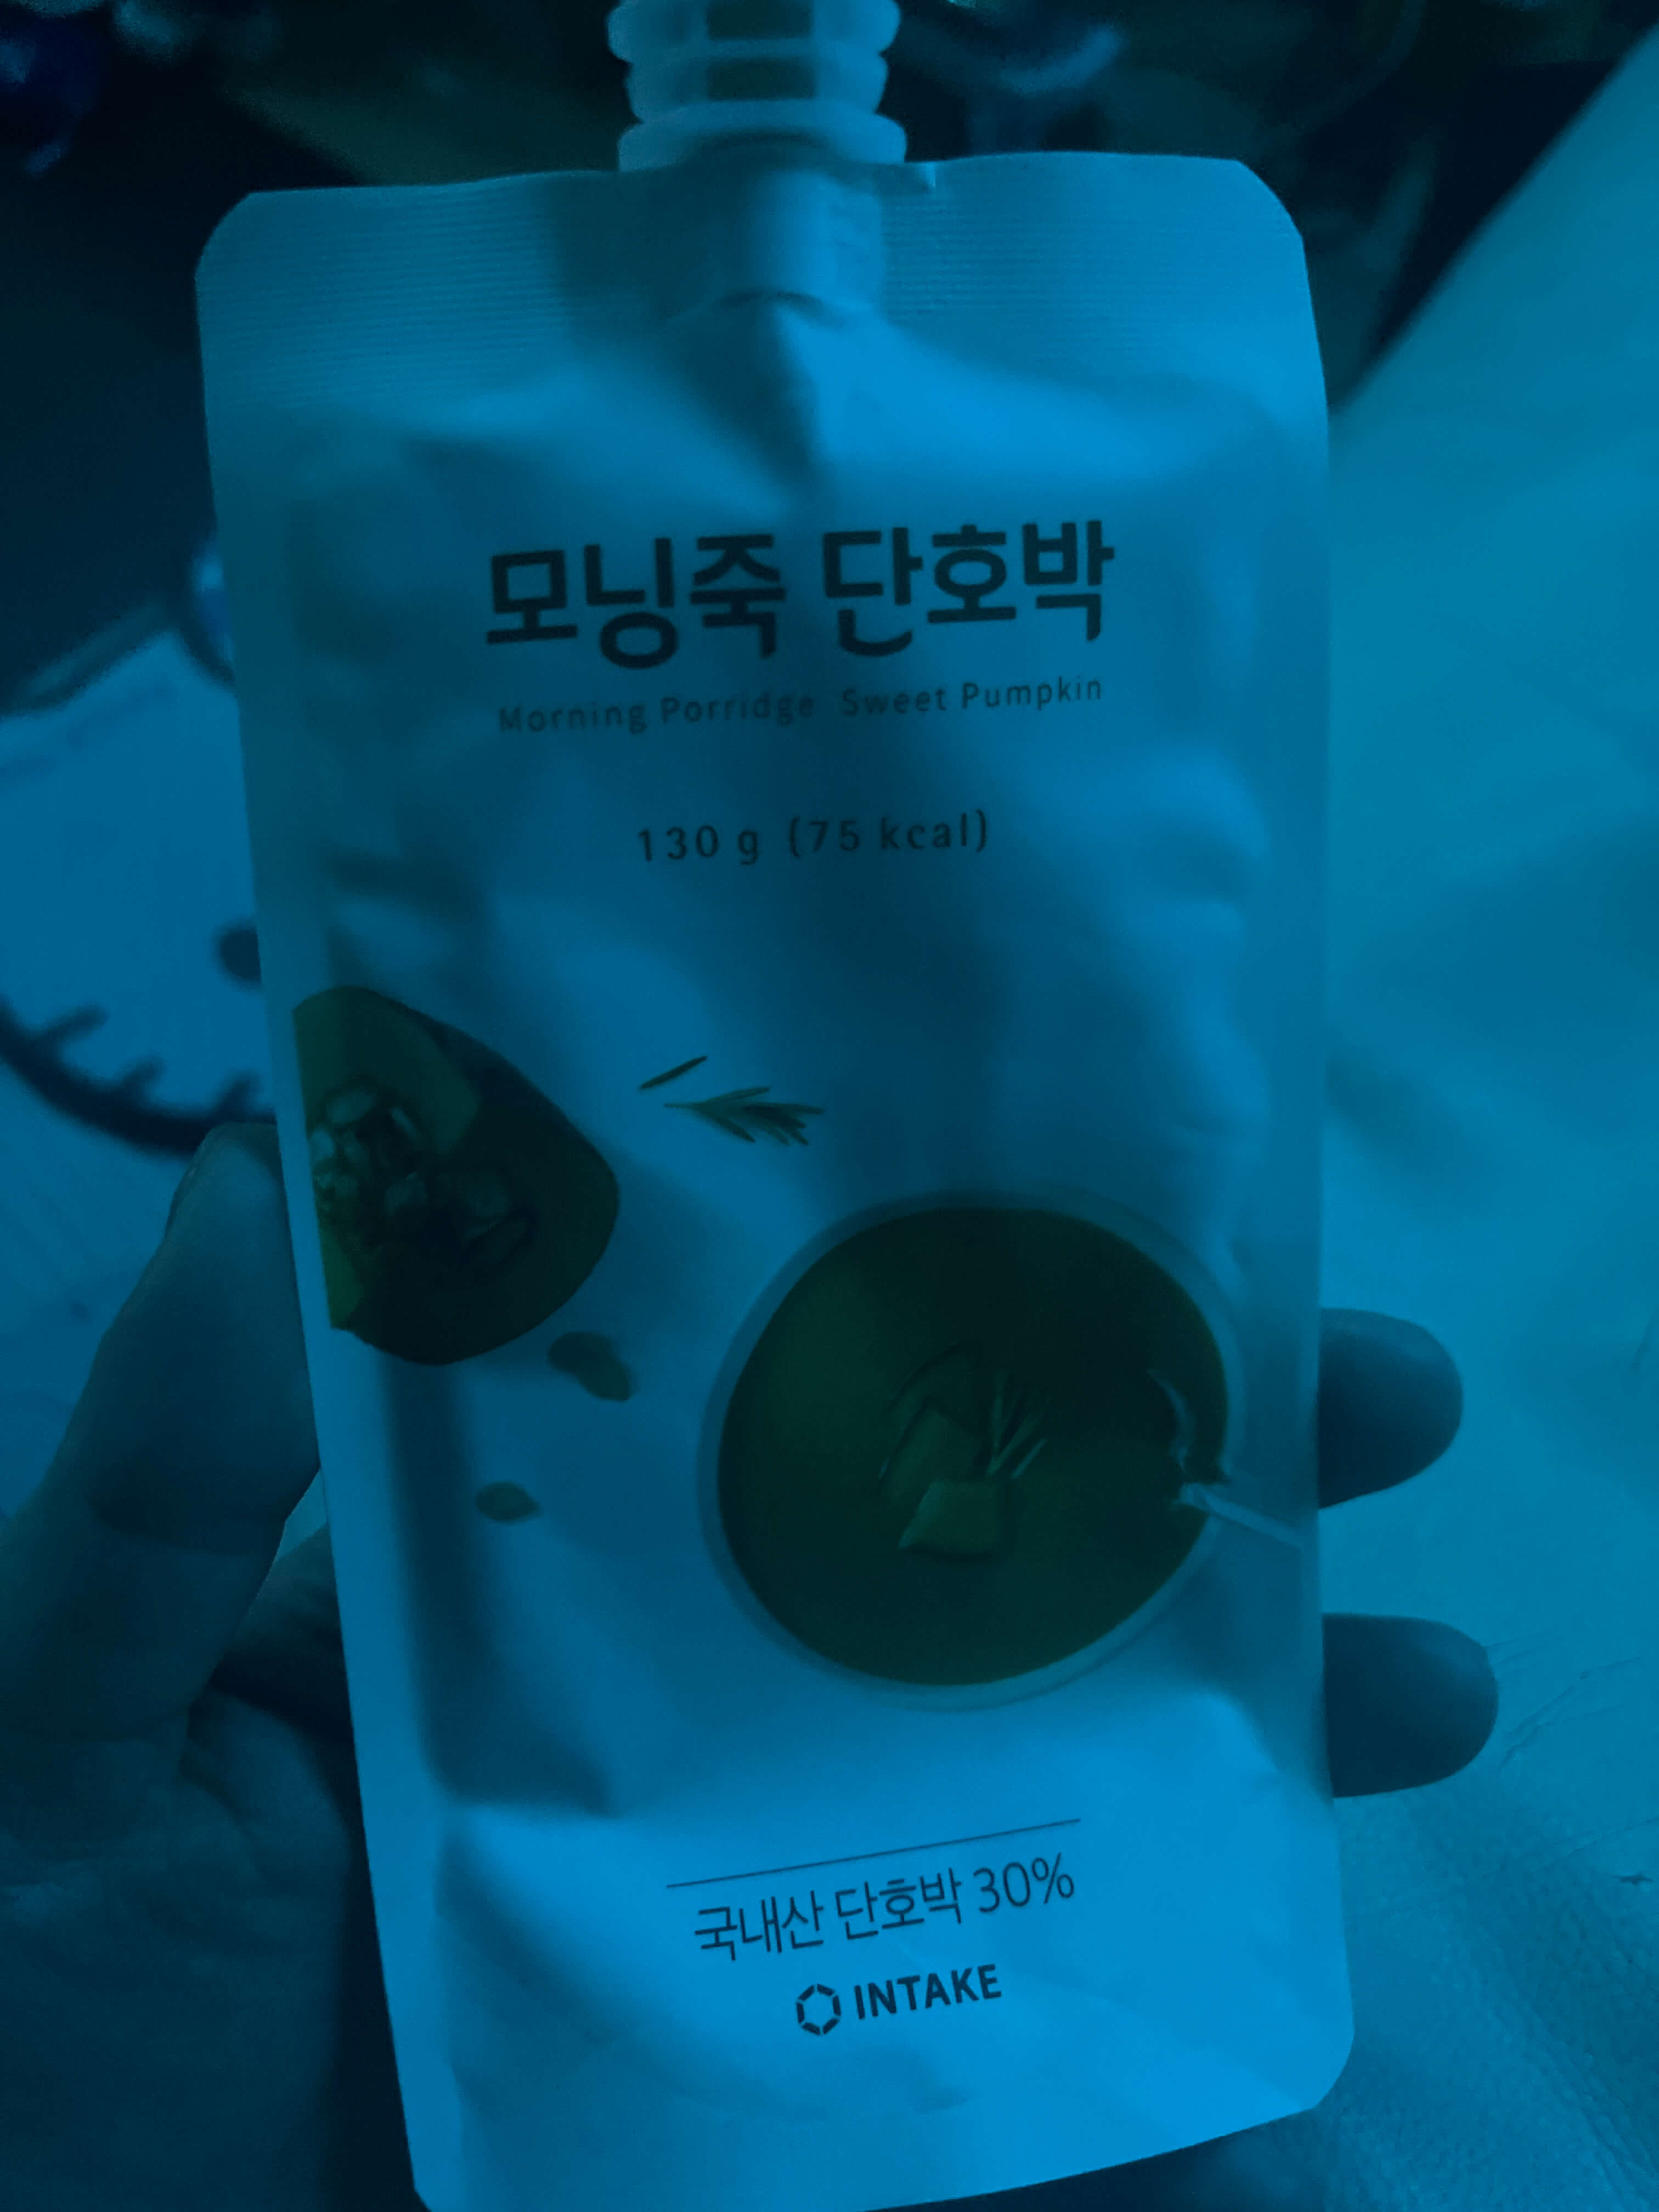 모닝죽 단호박
Morning Porridge Sweet Pumpkin
130 g (75 kcal)
국내산 단호박 30%
INTAKE